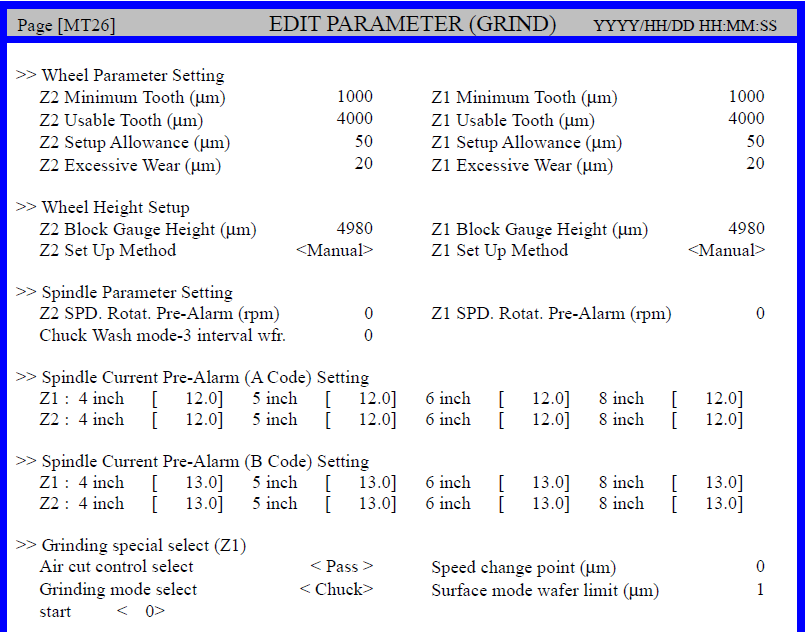 Page [MT26] EDIT PARAMETER (GRIND) YYYY/HH/DD HH:MM:SS
>> Wheel Parameter Setting
Z2 Minimum Tooth (μm) 1000 Z1 Minimum Tooth (μm) 1000
Z2 Usable Tooth (μm) 4000 Z1 Usable Tooth (μm) 4000
Z2 Setup Allowance (μm) 50 Z1 Setup Allowance (μm) 50
Z2 Excessive Wear (μm) 20 Z1 Excessive Wear (μm) 20
>> Wheel Height Setup
Z2 Block Gauge Height (μm) 4980 Z1 Block Gauge Height (μm) 4980
Z2 Set Up Method <Manual> Z1 Set Up Method <Manual>
>> Spindle Parameter Setting
Z2 SPD. Rotat. Pre-Alarm (rpm) 0 Z1 SPD. Rotat. Pre-Alarm (rpm) 0
Chuck Wash mode-3 interval wfr. 0
>> Spindle Current Pre-Alarm (A Code) Setting
Z1 : 4 inch [ 12.0] 5 inch [ 12.0] 6 inch [ 12.0] 8 inch [ 12.0]
Z2 : 4 inch [ 12.0] 5 inch [ 12.0] 6 inch [ 12.0] 8 inch [ 12.0]
>> Spindle Current Pre-Alarm (B Code) Setting
Z1 : 4 inch [ 13.0] 5 inch [ 13.0] 6 inch [ 13.0] 8 inch [ 13.0]
Z2 : 4 inch [ 13.0] 5 inch [ 13.0] 6 inch [ 13.0] 8 inch [ 13.0]
>> Grinding special select (Z1)
Air cut control select < Pass > Speed change point (μm) 0
Grinding mode select < Chuck> Surface mode wafer limit (μm) 1
start < 0>